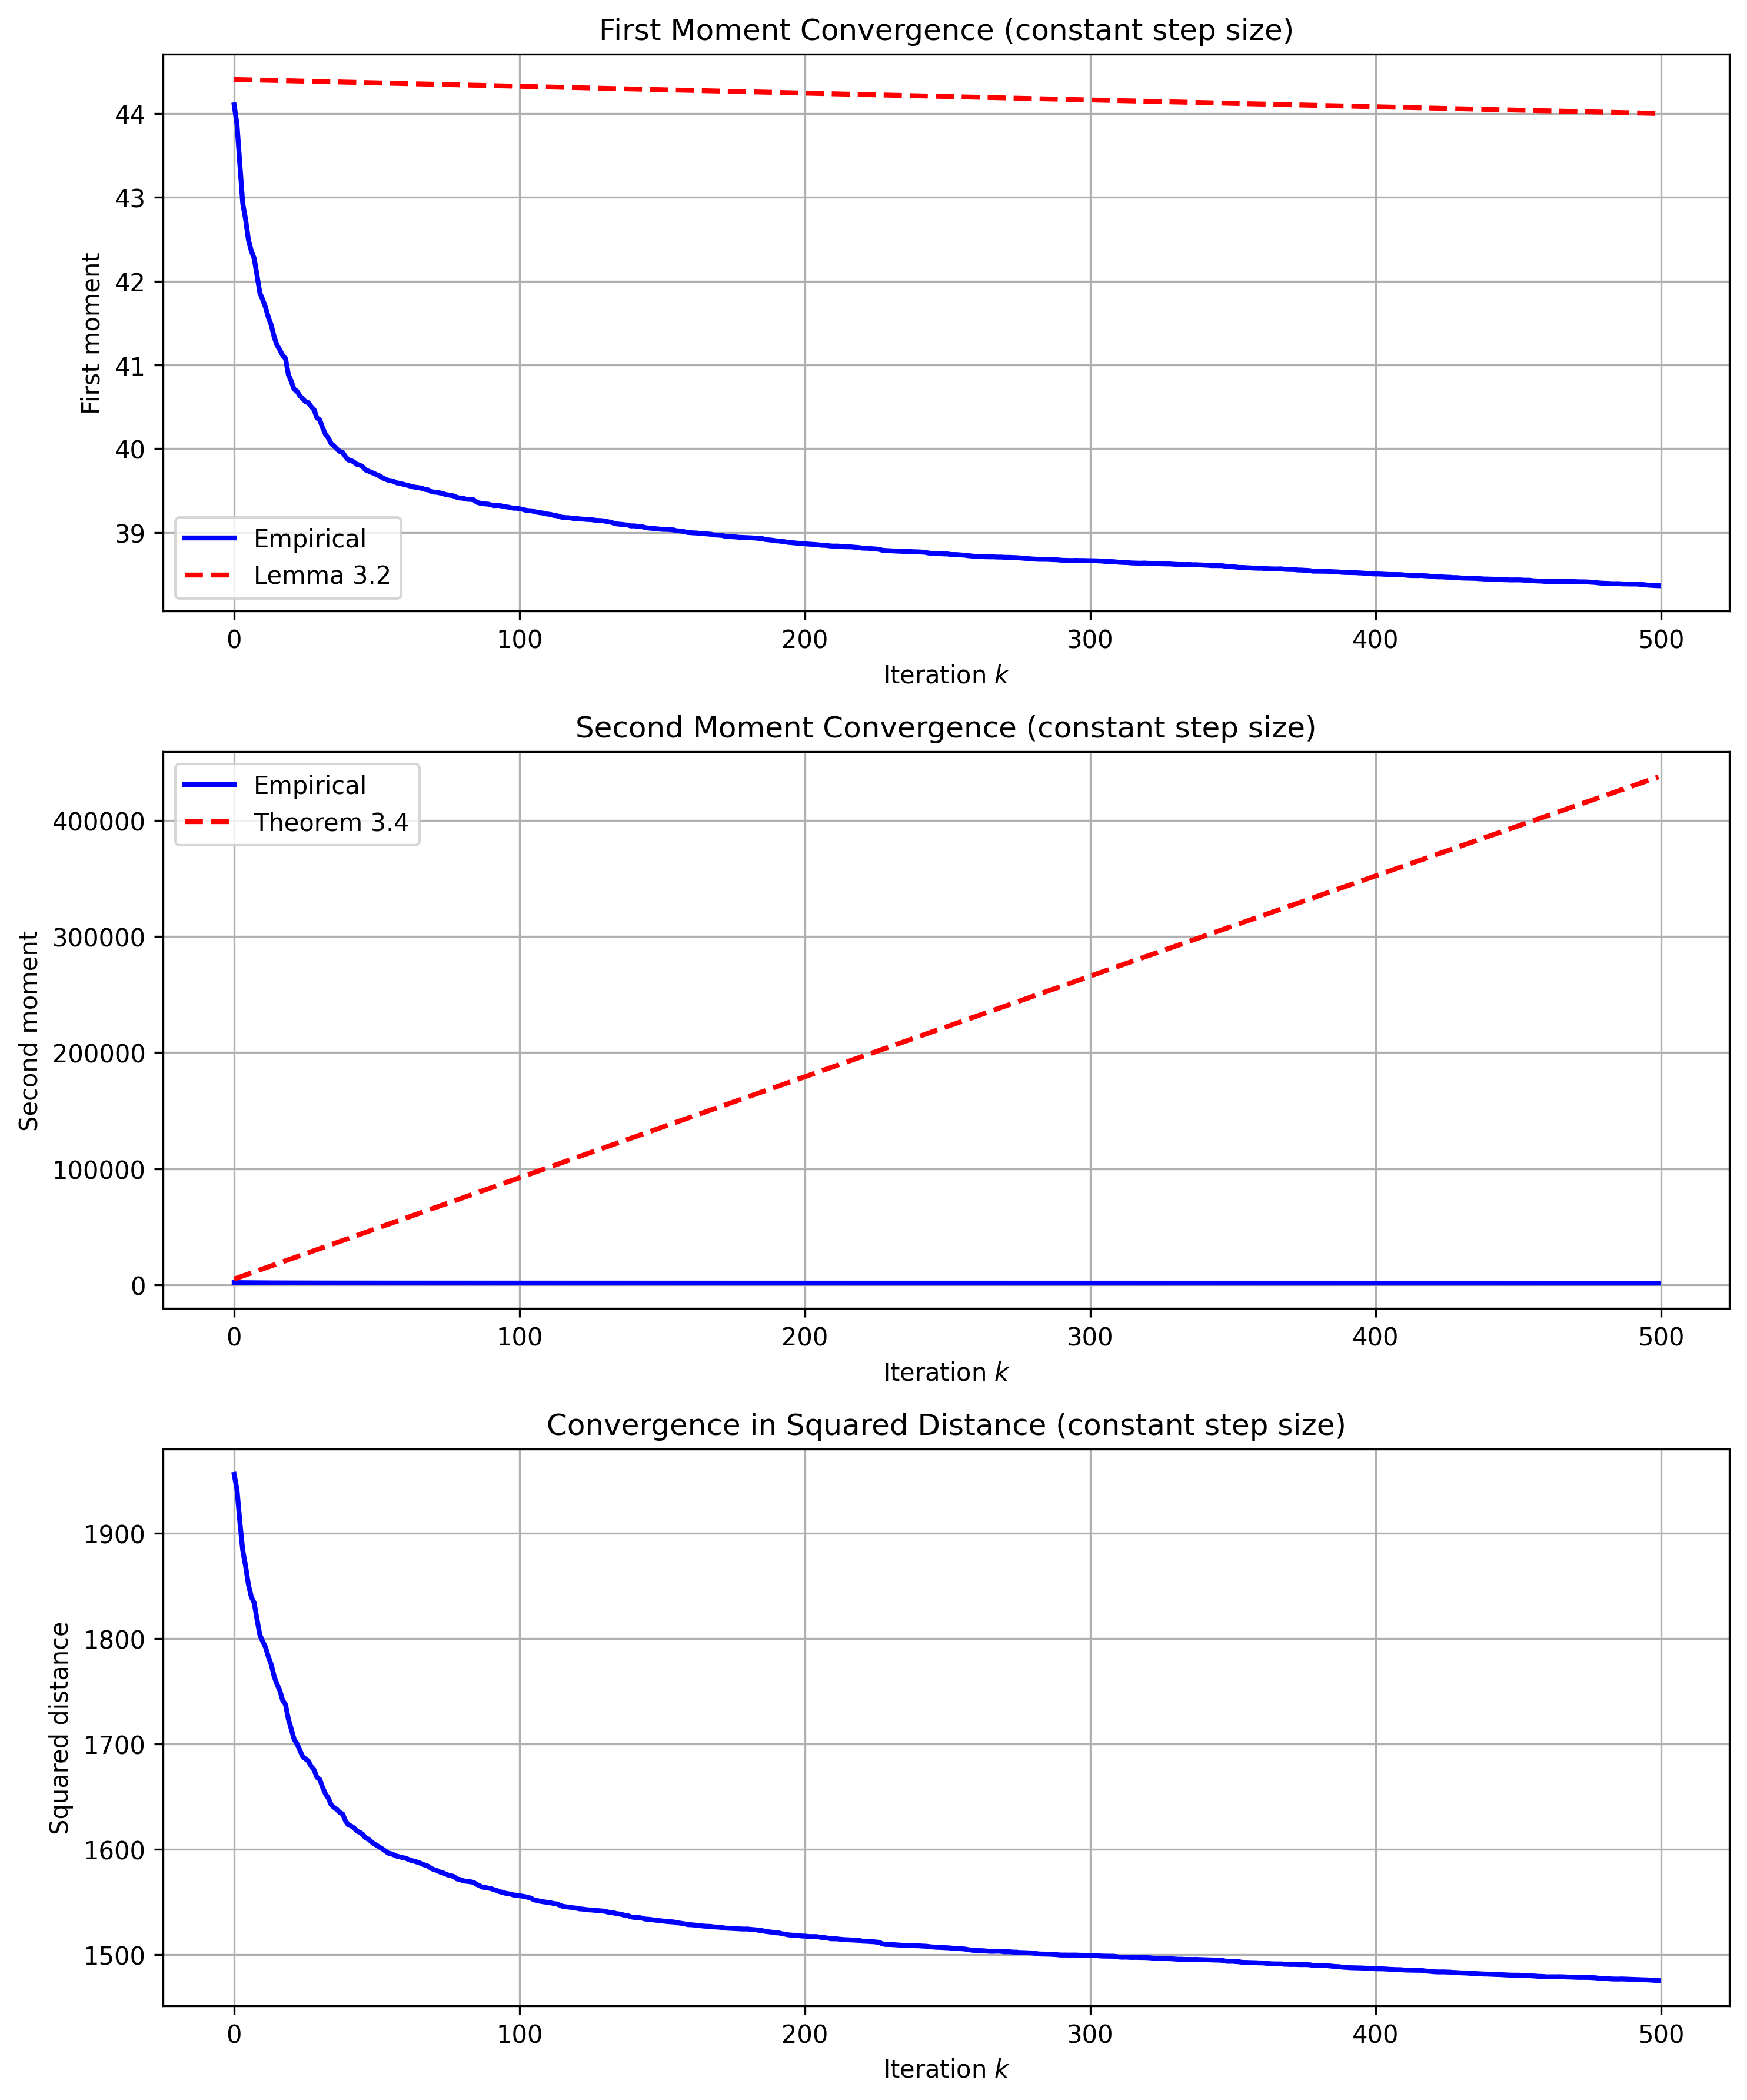 First Moment Convergence (constant step size)
First moment
44
43
42
41
40
39
Empirical
Lemma 3.2
0 100 200 300 400 500
Iteration k
Second Moment Convergence (constant step size)
Second moment
400000
300000
200000
100000
0
Empirical
Theorem 3.4
0 100 200 300 400 500
Iteration k
Convergence in Squared Distance (constant step size)
Squared distance
1900
1800
1700
1600
1500
0 100 200 300 400 500
Iteration k